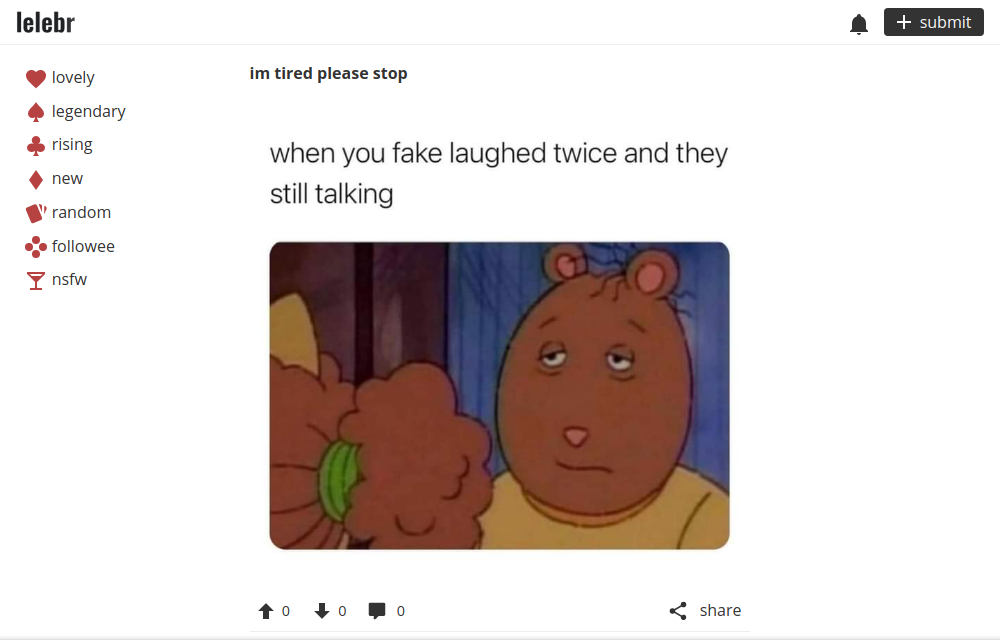 lelebr
submit
lovely
legendary
rising
new
random
followee
nsfw
im tired please stop
when you fake laughed twice and they
still talking
0 0 0 share